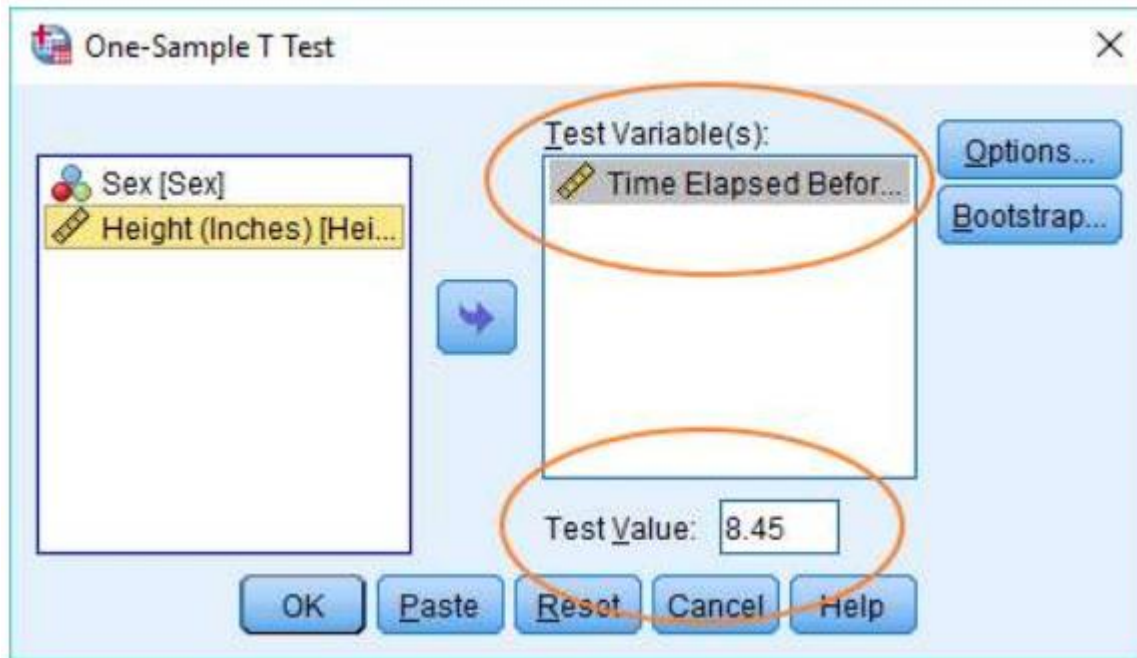 One-Sample T Test
Sex [Sex]
Height (Inches) [Hei...
Test Variable(s):
Time Elapsed Befor...
Options...
Bootstrap...
Test Value: 8.45
OK Paste Reset Cancel Help